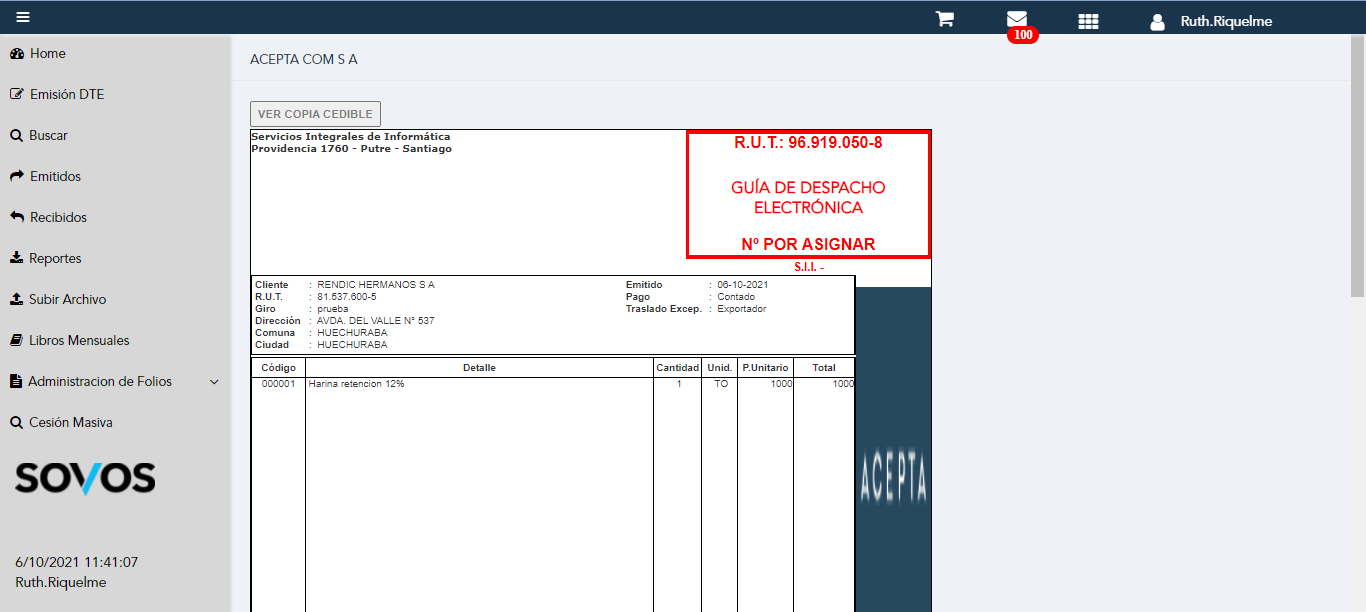 Ruth.Riquelme
100
Home
Emisión DTE
Buscar
Emitidos
Recibidos
Reportes
Subir Archivo
Libros Mensuales
Administracion de Folios
Cesión Masiva
SOVOS
6/10/2021 11:41:07
Ruth.Riquelme
ACEPTA COM S A
VER COPIA CEDIBLE
Servicios Integrales de Informática
Providencia 1760 - Putre - Santiago
R.U.T.: 96.919.050-8
GUÍA DE DESPACHO
ELECTRÓNICA
Nº POR ASIGNAR
S.I.I. -
Cliente : RENDIC HERMANOS S A Emitido : 06-10-2021
R.U.T. : 81.537.600-5 Pago : Contado
Giro : prueba Traslado Excep. : Exportador
Dirección : AVDA. DEL VALLE N° 537
Comuna : HUECHURABA
Ciudad : HUECHURABA
Código Detalle Cantidad Unid. P.Unitario Total
000001 Harina retencion 12% 1 TO 1000 1000
ACEPTA